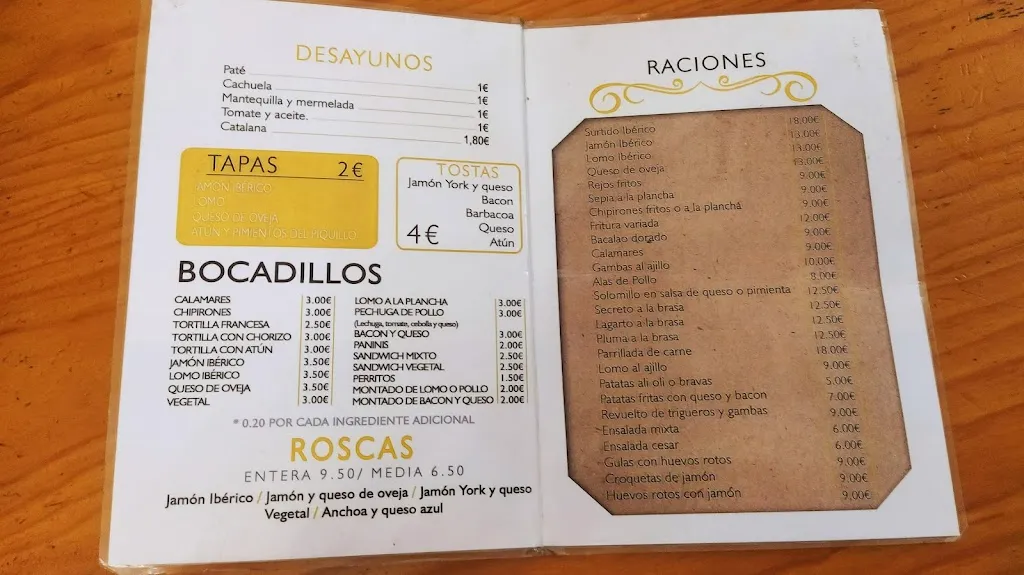 DESAYUNOS
Paté 1€
Cachuela 1€
Mantequilla y mermelada 1€
Tomate y aceite. 1€
Catalana 1,80€
TAPAS 2€
JAMÓN IBÉRICO
LOMO
QUESO DE OVEJA
ATÚN Y PIMIENTOS DEL PIQUILLO
TOSTAS
Jamón York y queso
Bacon
Barbacoa
Queso
Atún
4€
BOCADILLOS
CALAMARES 3.00€
CHIPIRONES 3.00€
TORTILLA FRANCESA 2.50€
TORTILLA CON CHORIZO 3.00€
TORTILLA CON ATÚN 3.00€
JAMÓN IBÉRICO 3.50€
LOMO IBÉRICO 3.50€
QUESO DE OVEJA 3.50€
VEGETAL 3.00€
LOMO A LA PLANCHA 3.00€
PECHUGA DE POLLO 3.00€
(Lechuga, tomate, cebolla y queso)
BACON Y QUESO 3.00€
PANINIS 2.00€
SANDWICH MIXTO 2.50€
SANDWICH VEGETAL 2.50€
PERRITOS 1.50€
MONTADO DE LOMO O POLLO 2.00€
MONTADO DE BACON Y QUESO 2.00€
* 0.20 POR CADA INGREDIENTE ADICIONAL
ROSCAS
ENTERA 9.50/ MEDIA 6.50
Jamón Ibérico / Jamón y queso de oveja / Jamón York y queso
Vegetal / Anchoa y queso azul
RACIONES
Surtido Ibérico 18.00€
Jamón Ibérico 13.00€
Lomo Ibérico 13.00€
Queso de oveja 13.00€
Rejos fritos 9.00€
Sepia a la plancha 9.00€
Chipirones fritos o a la plancha 9.00€
Fritura variada 12.00€
Bacalao dorado 9.00€
Calamares 9.00€
Gambas al ajillo 10.00€
Alas de Pollo 8.00€
Solomillo en salsa de queso o pimienta 12.50€
Secreto a la brasa 12.50€
Lagarto a la brasa 12.50€
Pluma a la brasa 12.50€
Parrillada de carne 18.00€
Lomo al ajillo 9.00€
Patatas ali oli o bravas 5.00€
Patatas fritas con queso y bacon 7.00€
Revuelto de trigueros y gambas 9.00€
Ensalada mixta 6.00€
Ensalada cesar 6.00€
Gulas con huevos rotos 9.00€
Croquetas de jamón 9.00€
Huevos rotos con jamón 9,00€